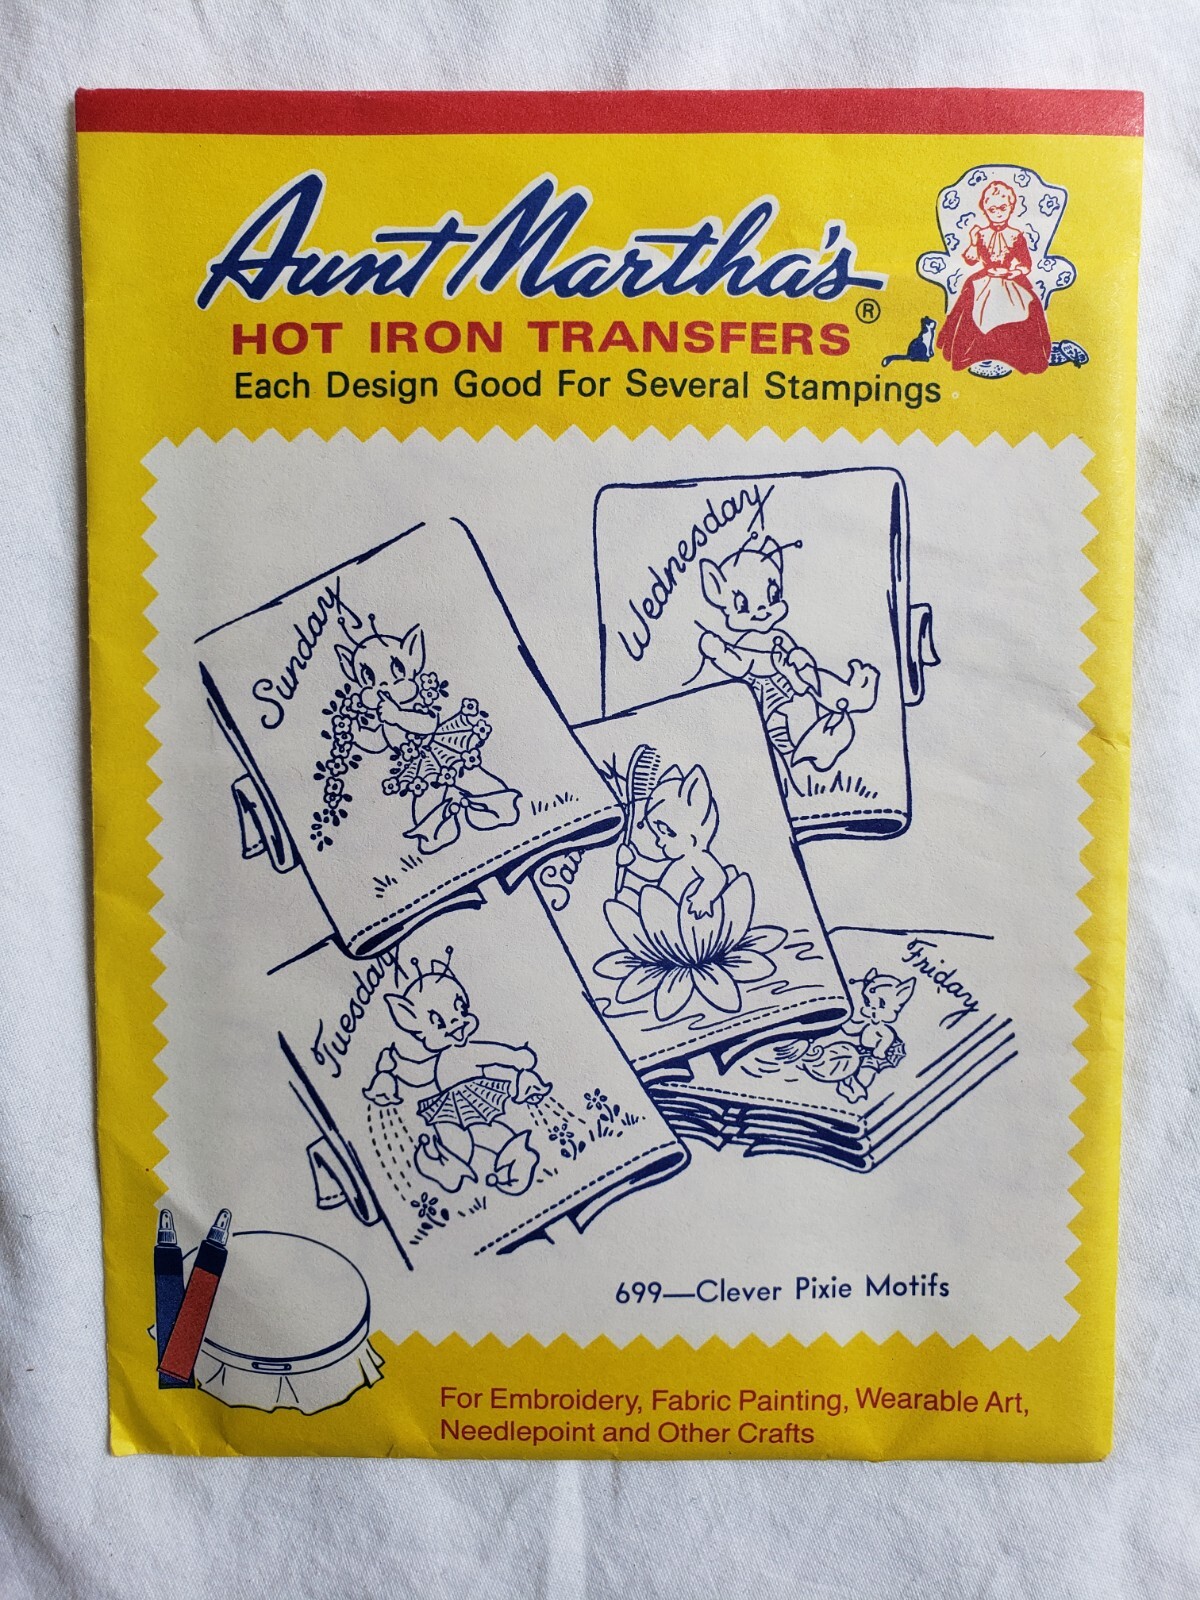 Aunt Martha's ®
HOT IRON TRANSFERS
Each Design Good For Several Stampings
Wednesday
Sunday
Tuesday
Friday
699—Clever Pixie Motifs
For Embroidery, Fabric Painting, Wearable Art,
Needlepoint and Other Crafts